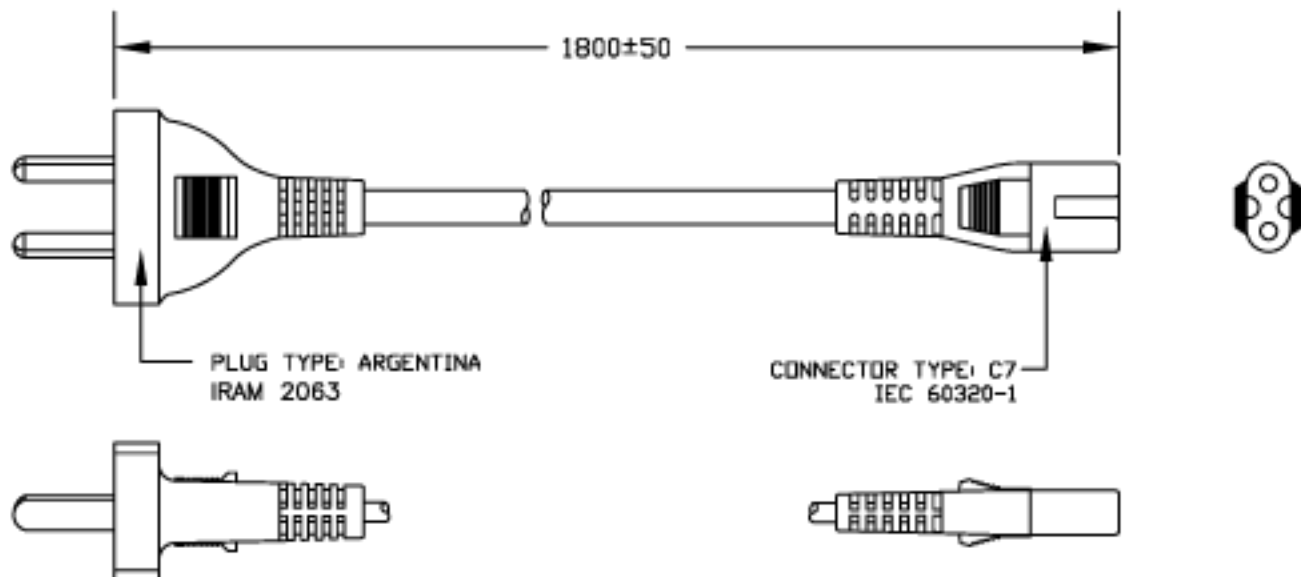 1800±50
PLUG TYPE: ARGENTINA
IRAM 2063
CONNECTOR TYPE: C7
IEC 60320-1